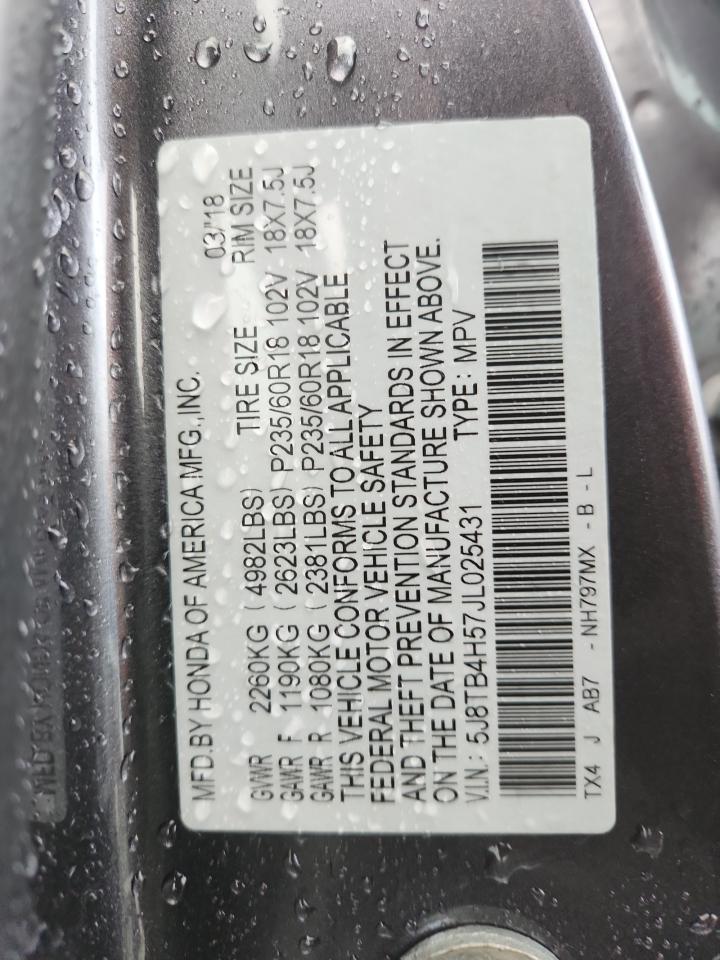 MFD.BY HONDA OF AMERICA MFG.,INC. 03/'18
TIRE SIZE RIM SIZE
GVWR 2260KG ( 4982LBS)
GAWR F 1190KG ( 2623LBS) P235/60R18 102V 18X7.5J
GAWR R 1080KG ( 2381LBS) P235/60R18 102V 18X7.5J
THIS VEHICLE CONFORMS TO ALL APPLICABLE
FEDERAL MOTOR VEHICLE SAFETY
AND THEFT PREVENTION STANDARDS IN EFFECT
ON THE DATE OF MANUFACTURE SHOWN ABOVE.
V.I.N.: 5J8TB4H57JL025431 TYPE : MPV
TX4 J AB7 - NH797MX - B - L